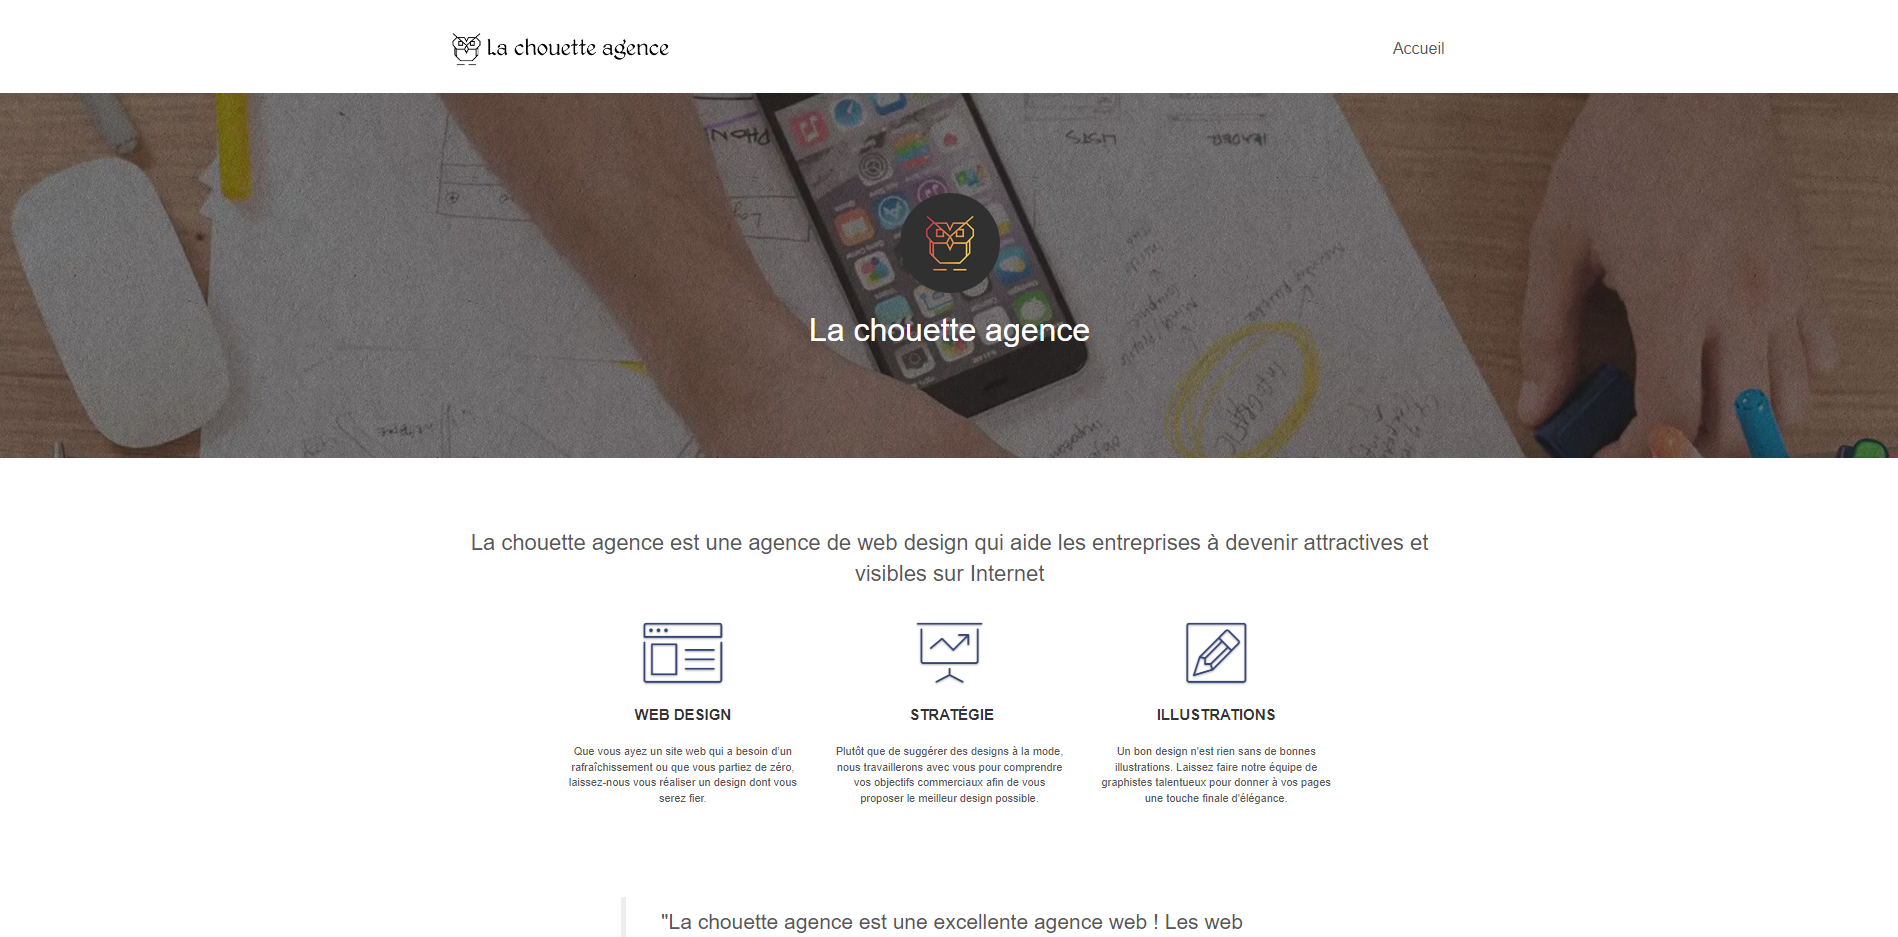 La chouette agence
Accueil
LISTS
HEADER
La chouette agence
La chouette agence est une agence de web design qui aide les entreprises à devenir attractives et
visibles sur Internet
WEB DESIGN
Que vous ayez un site web qui a besoin d’un
rafraîchissement ou que vous partiez de zéro,
laissez-nous vous réaliser un design dont vous
serez fier.
STRATÉGIE
Plutôt que de suggérer des designs à la mode,
nous travaillerons avec vous pour comprendre
vos objectifs commerciaux afin de vous
proposer le meilleur design possible.
ILLUSTRATIONS
Un bon design n'est rien sans de bonnes
illustrations. Laissez faire notre équipe de
graphistes talentueux pour donner à vos pages
une touche finale d'élégance.
"La chouette agence est une excellente agence web ! Les web